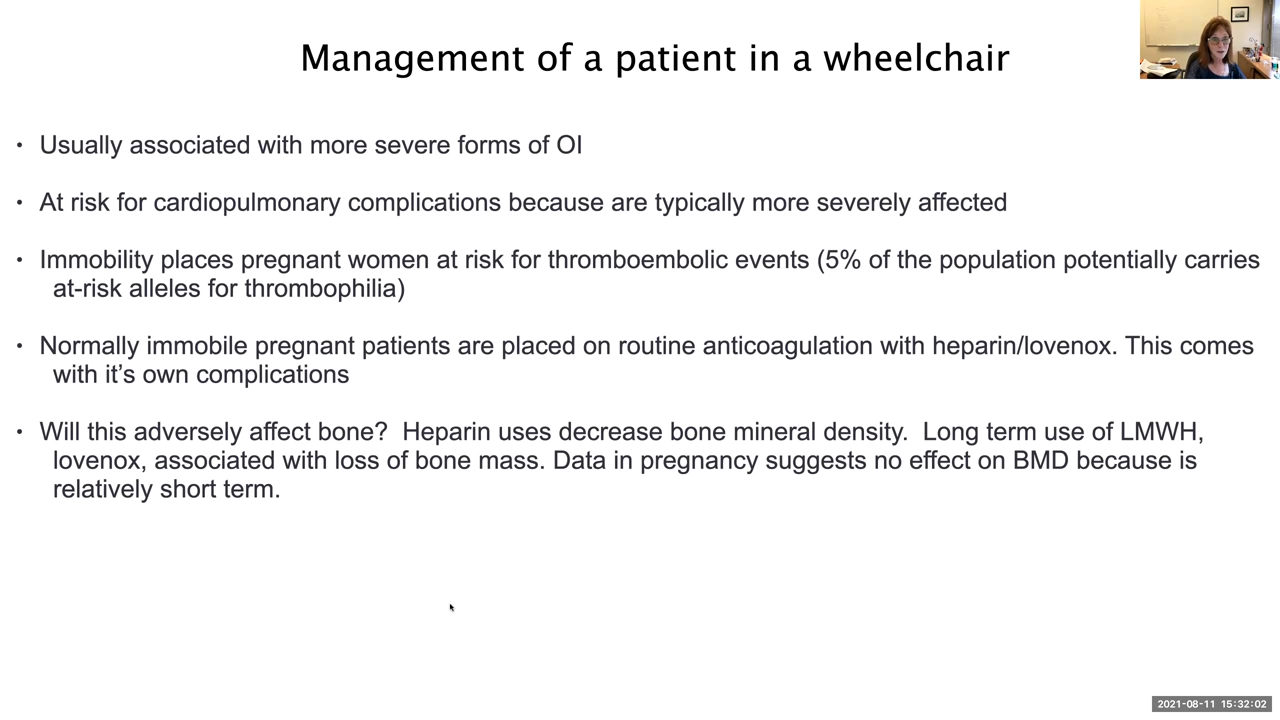 Management of a patient in a wheelchair
• Usually associated with more severe forms of OI
• At risk for cardiopulmonary complications because are typically more severely affected
• Immobility places pregnant women at risk for thromboembolic events (5% of the population potentially carries
at-risk alleles for thrombophilia)
• Normally immobile pregnant patients are placed on routine anticoagulation with heparin/lovenox. This comes
with it’s own complications
• Will this adversely affect bone?  Heparin uses decrease bone mineral density.  Long term use of LMWH,
lovenox, associated with loss of bone mass. Data in pregnancy suggests no effect on BMD because is
relatively short term.
2021-08-11 15:32:02